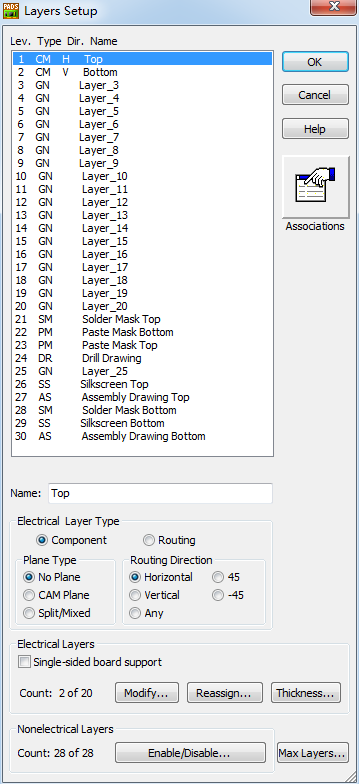 PADS
Layers Setup
Lev. Type Dir. Name
1 CM H Top
2 CM V Bottom
3 GN Layer_3
4 GN Layer_4
5 GN Layer_5
6 GN Layer_6
7 GN Layer_7
8 GN Layer_8
9 GN Layer_9
10 GN Layer_10
11 GN Layer_11
12 GN Layer_12
13 GN Layer_13
14 GN Layer_14
15 GN Layer_15
16 GN Layer_16
17 GN Layer_17
18 GN Layer_18
19 GN Layer_19
20 GN Layer_20
21 SM Solder Mask Top
22 PM Paste Mask Bottom
23 PM Paste Mask Top
24 DR Drill Drawing
25 GN Layer_25
26 SS Silkscreen Top
27 AS Assembly Drawing Top
28 SM Solder Mask Bottom
29 SS Silkscreen Bottom
30 AS Assembly Drawing Bottom
OK
Cancel
Help
Associations
Name: Top
Electrical Layer Type
Component Routing
Plane Type
No Plane
CAM Plane
Split/Mixed
Routing Direction
Horizontal 45
Vertical -45
Any
Electrical Layers
Single-sided board support
Count: 2 of 20 Modify... Reassign... Thickness...
Nonelectrical Layers
Count: 28 of 28 Enable/Disable... Max Layers...